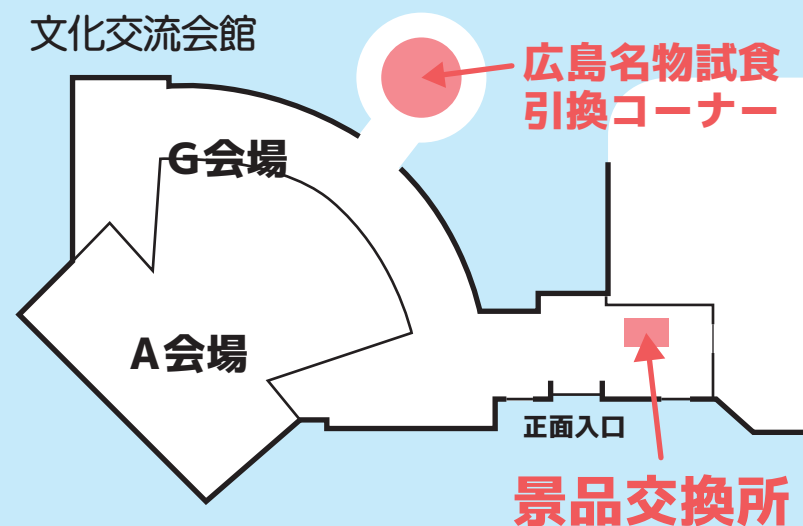 文化交流会館
広島名物試食
引換コーナー
G会場
A会場
正面入口
景品交換所